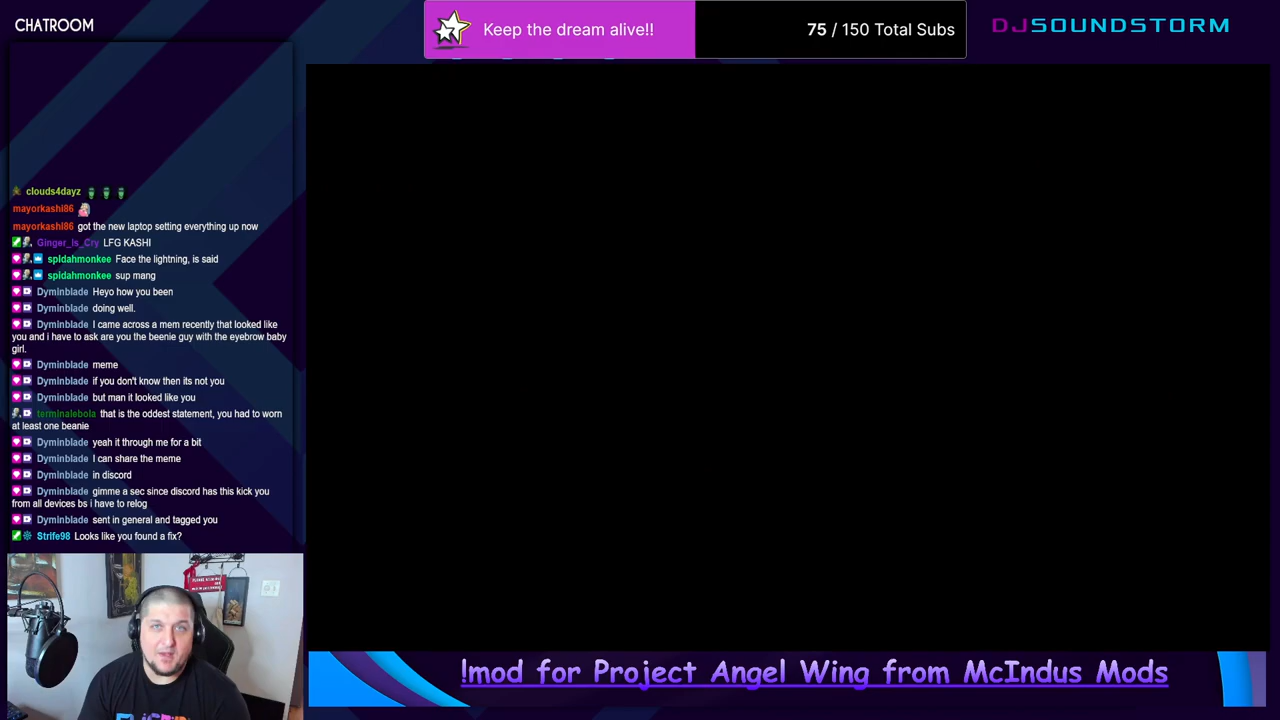 CHATROOM
Keep the dream alive!!
75 / 150 Total Subs
DJSOUNDSTORM
clouds4dayz
mayorkashi86
mayorkashi86 got the new laptop setting everything up now
Ginger_Is_Cry LFG KASHI
spldahmonkee Face the lightning, is said
spldahmonkee sup mang
Dyminblade Heyo how you been
Dyminblade doing well.
Dyminblade I came across a mem recently that looked like
you and i have to ask are you the beenie guy with the eyebrow baby
girl.
Dyminblade meme
Dyminblade if you don't know then its not you
Dyminblade but man it looked like you
terminalebola that is the oddest statement, you had to worn
at least one beanie
Dyminblade yeah it through me for a bit
Dyminblade I can share the meme
Dyminblade in discord
Dyminblade gimme a sec since discord has this kick you
from all devices bs i have to relog
Dyminblade sent in general and tagged you
Strife98 Looks like you found a fix?
!mod for Project Angel Wing from McIndus Mods